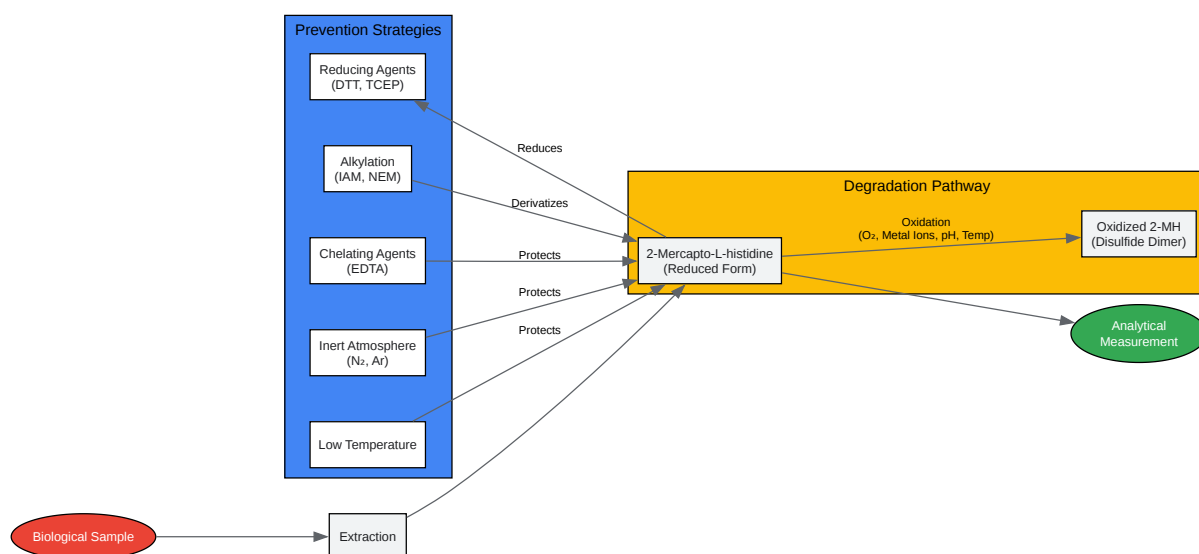 Prevention Strategies
Reducing Agents
(DTT, TCEP)
Alkylation
(IAM, NEM)
Chelating Agents
(EDTA)
Inert Atmosphere
(N₂, Ar)
Low Temperature
Reduces
Derivatizes
Protects
Protects
Protects
Degradation Pathway
2-Mercapto-L-histidine
(Reduced Form)
Oxidation
(O₂, Metal Ions, pH, Temp)
Oxidized 2-MH
(Disulfide Dimer)
Analytical
Measurement
Biological Sample
Extraction